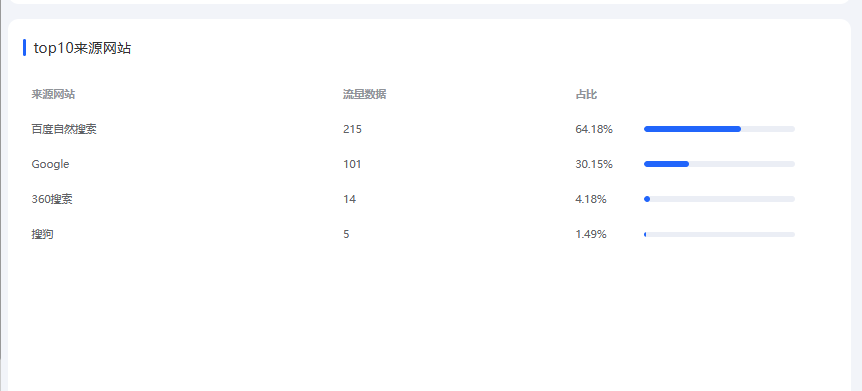 top10来源网站
来源网站 流量数据 占比
百度自然搜索 215 64.18%
Google 101 30.15%
360搜索 14 4.18%
搜狗 5 1.49%